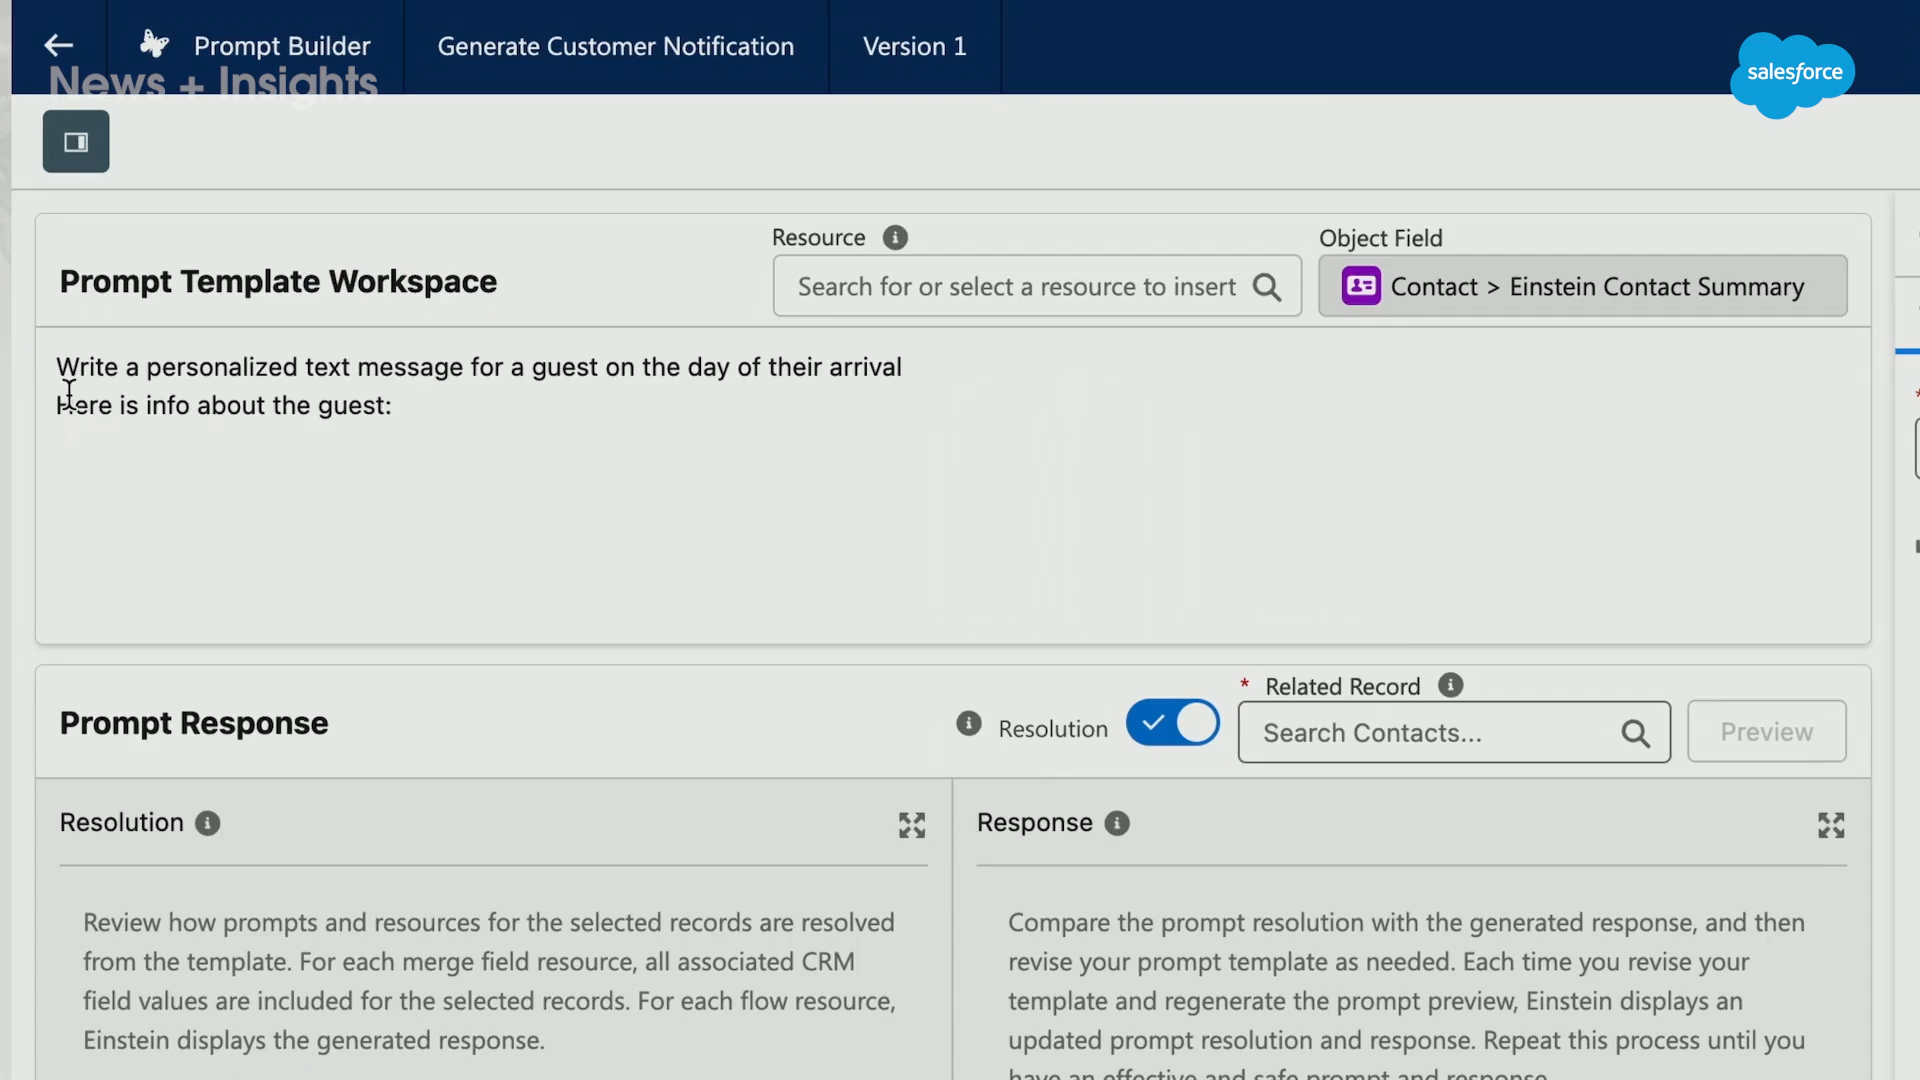 Prompt Builder
Generate Customer Notification
Version 1
salesforce
News + Insights
Resource
Object Field
Prompt Template Workspace
Search for or select a resource to insert
Contact > Einstein Contact Summary
Write a personalized text message for a guest on the day of their arrival
Here is info about the guest:
* Related Record
Prompt Response
Resolution
Search Contacts...
Preview
Resolution
Response
Review how prompts and resources for the selected records are resolved
from the template. For each merge field resource, all associated CRM
field values are included for the selected records. For each flow resource,
Einstein displays the generated response.
Compare the prompt resolution with the generated response, and then
revise your prompt template as needed. Each time you revise your
template and regenerate the prompt preview, Einstein displays an
updated prompt resolution and response. Repeat this process until you
have an effective and safe prompt and response.